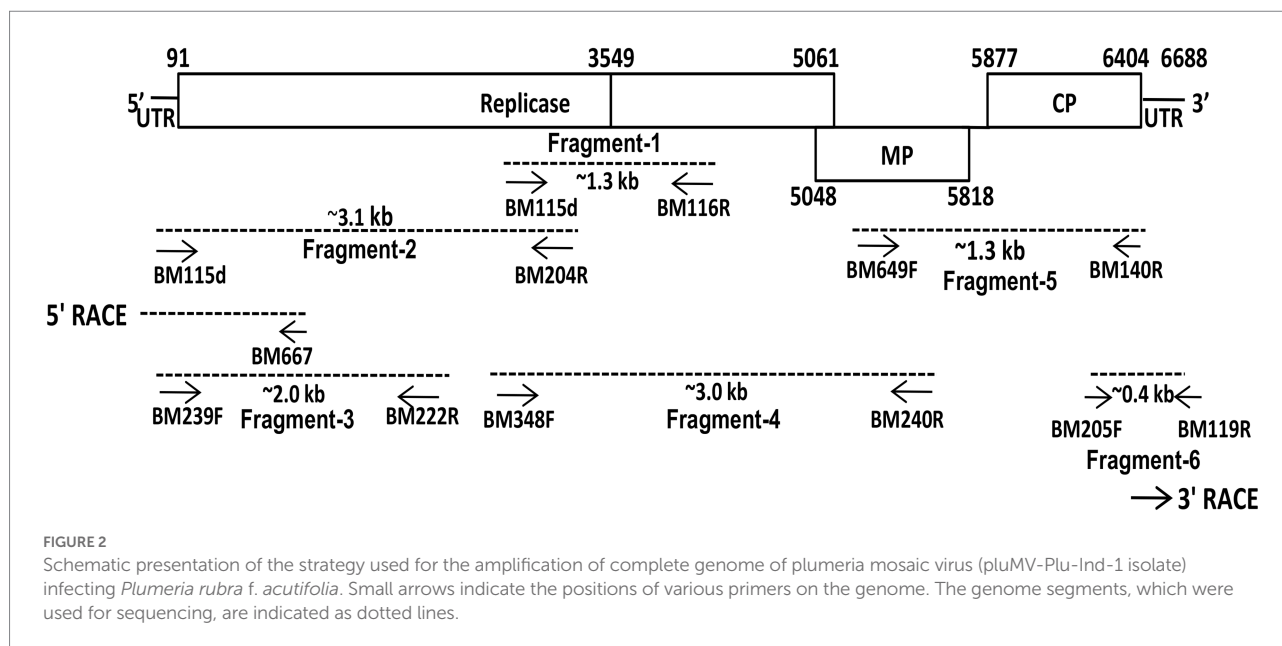 91 3549 5061 5877 6404 6688
5’ UTR Replicase CP UTR 3’
Fragment-1 MP
~1.3 kb
BM115d BM116R 5048 5818
~3.1 kb
Fragment-2
BM115d BM204R
~1.3 kb
BM649F Fragment-5 BM140R
5' RACE
BM667
~2.0 kb ~3.0 kb ~0.4 kb
BM239F Fragment-3 BM222R BM348F Fragment-4 BM240R BM205F BM119R
Fragment-6
3' RACE
FIGURE 2
Schematic presentation of the strategy used for the amplification of complete genome of plumeria mosaic virus (pluMV-Plu-Ind-1 isolate)
infecting Plumeria rubra f. acutifolia. Small arrows indicate the positions of various primers on the genome. The genome segments, which were
used for sequencing, are indicated as dotted lines.